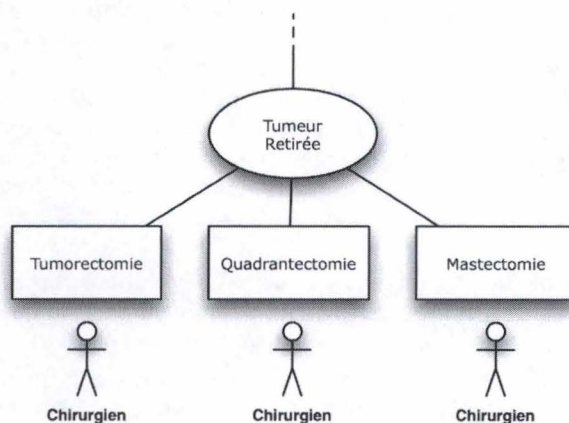 Tumeur
Retirée
Tumorectomie
Quadrantectomie
Mastectomie
Chirurgien
Chirurgien
Chirurgien